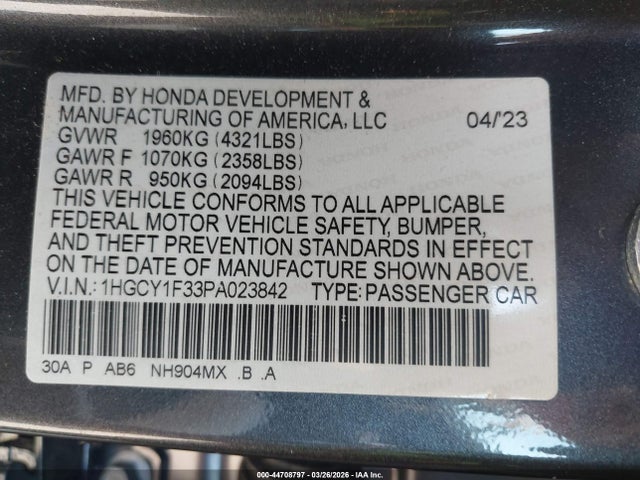 MFD. BY HONDA DEVELOPMENT &
MANUFACTURING OF AMERICA, LLC 04/23
GVWR 1960KG (4321LBS)
GAWR F 1070KG (2358LBS)
GAWR R 950KG (2094LBS)
THIS VEHICLE CONFORMS TO ALL APPLICABLE
FEDERAL MOTOR VEHICLE SAFETY, BUMPER,
AND THEFT PREVENTION STANDARDS IN EFFECT
ON THE DATE OF MANUFACTURE SHOWN ABOVE.
V.I.N.: 1HGCY1F33PA023842 TYPE: PASSENGER CAR
30A P AB6 NH904MX .B .A
000-44708797 - 03/26/2026 - IAA Inc.